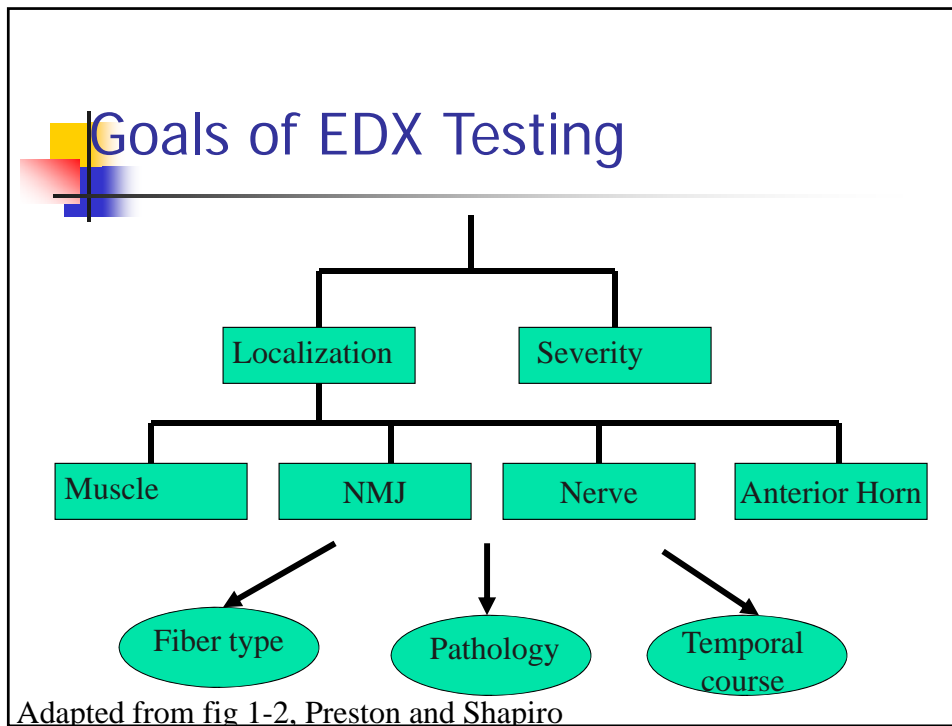 Goals of EDX Testing
Localization
Severity
Muscle
NMJ
Nerve
Anterior Horn
Fiber type
Pathology
Temporal
course
Adapted from fig 1-2, Preston and Shapiro